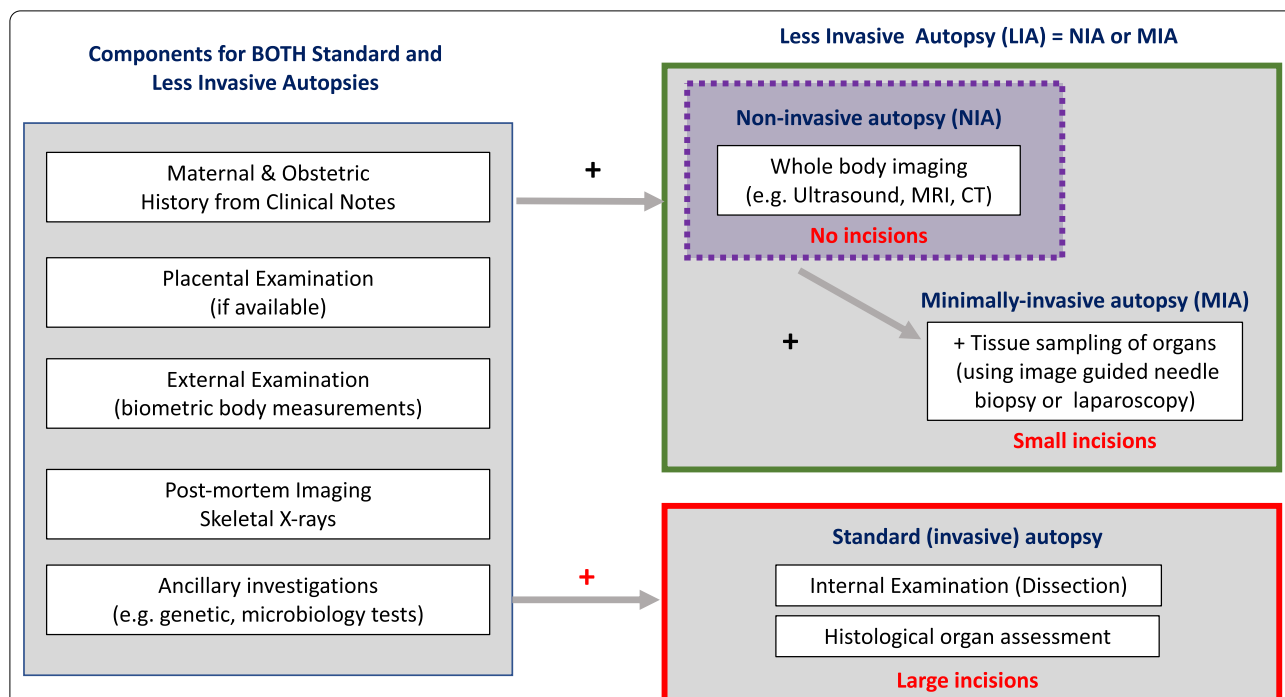 Components for BOTH Standard and
Less Invasive Autopsies
Maternal & Obstetric
History from Clinical Notes
Placental Examination
(if available)
External Examination
(biometric body measurements)
Post-mortem Imaging
Skeletal X-rays
Ancillary investigations
(e.g. genetic, microbiology tests)
+
+
Less Invasive Autopsy (LIA) = NIA or MIA
Non-invasive autopsy (NIA)
Whole body imaging
(e.g. Ultrasound, MRI, CT)
No incisions
+
Minimally-invasive autopsy (MIA)
+ Tissue sampling of organs
(using image guided needle
biopsy or laparoscopy)
Small incisions
Standard (invasive) autopsy
Internal Examination (Dissection)
Histological organ assessment
Large incisions